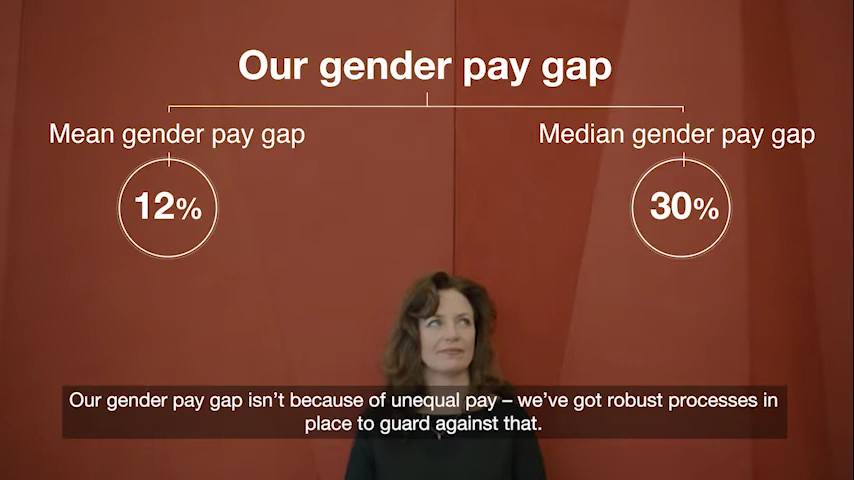 Our gender pay gap
Mean gender pay gap
Median gender pay gap
12%
30%
Our gender pay gap isn't because of unequal pay – we've got robust processes in
place to guard against that.